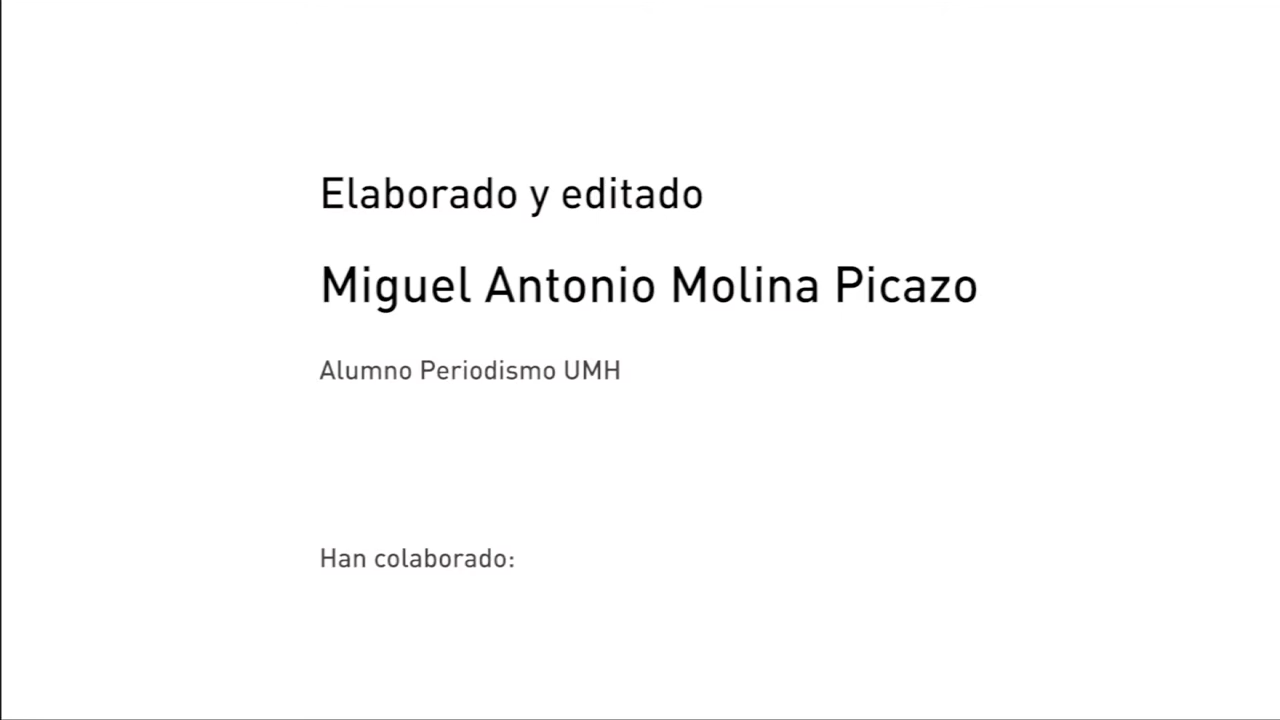 Elaborado y editado
Miguel Antonio Molina Picazo
Alumno Periodismo UMH
Han colaborado: